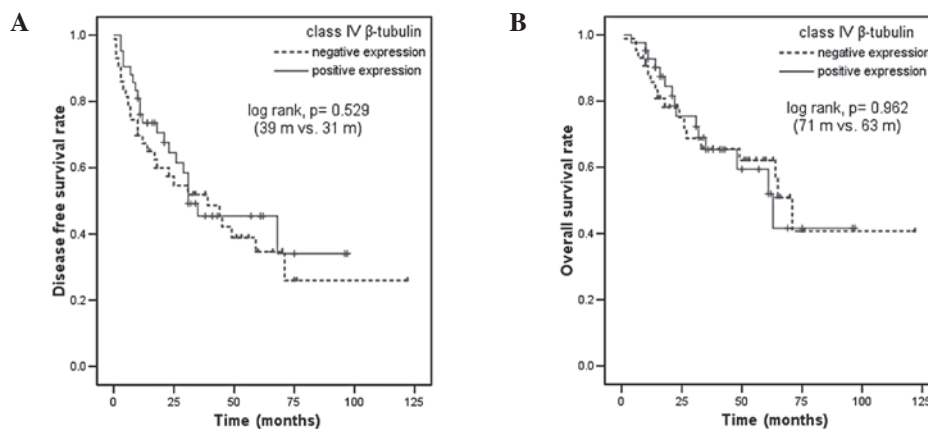 A
class IV β-tubulin
negative expression
positive expression
log rank, p= 0.529
(39 m vs. 31 m)
Disease free survival rate
1.0
0.8
0.6
0.4
0.2
0.0
0 25 50 75 100 125
Time (months)
B
class IV β-tubulin
negative expression
positive expression
log rank, p= 0.962
(71 m vs. 63 m)
Overall survival rate
1.0
0.8
0.6
0.4
0.2
0.0
0 25 50 75 100 125
Time (months)